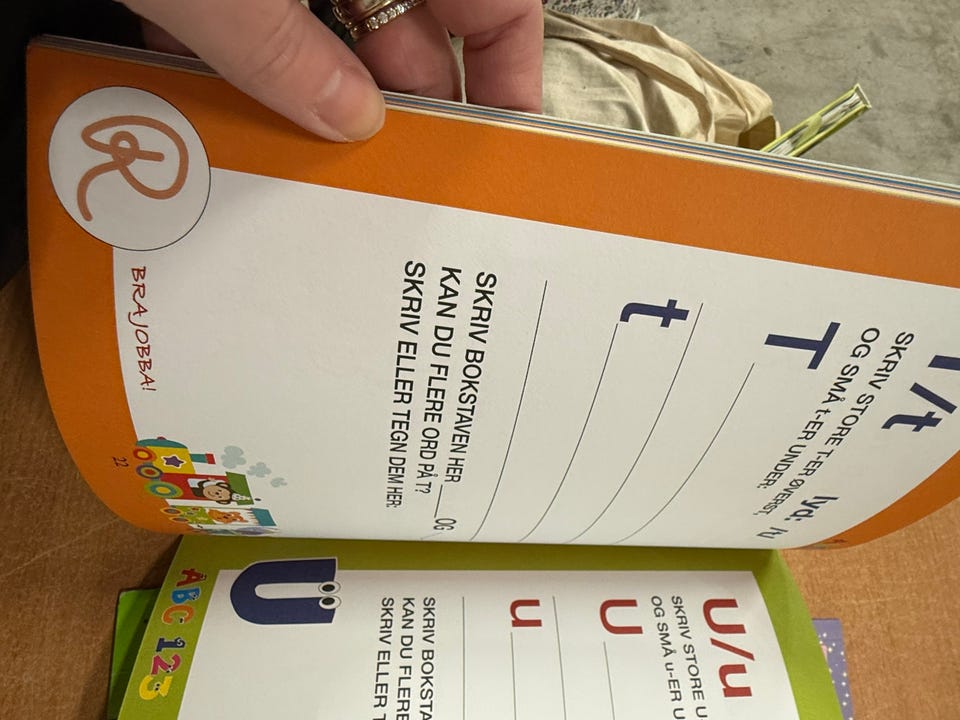 T/t
lyd: /t/
SKRIV STORE T-ER ØVERST,
OG SMÅ t-ER UNDER:
T
t
SKRIV BOKSTAVEN HER ____ OG
KAN DU FLERE ORD PÅ T?
SKRIV ELLER TEGN DEM HER:
BRA JOBBA!
22
R
U/u
SKRIV STORE U
OG SMÅ u-ER U
U
u
SKRIV BOKSTA
KAN DU FLERE
SKRIV ELLER T
U
ABC 123